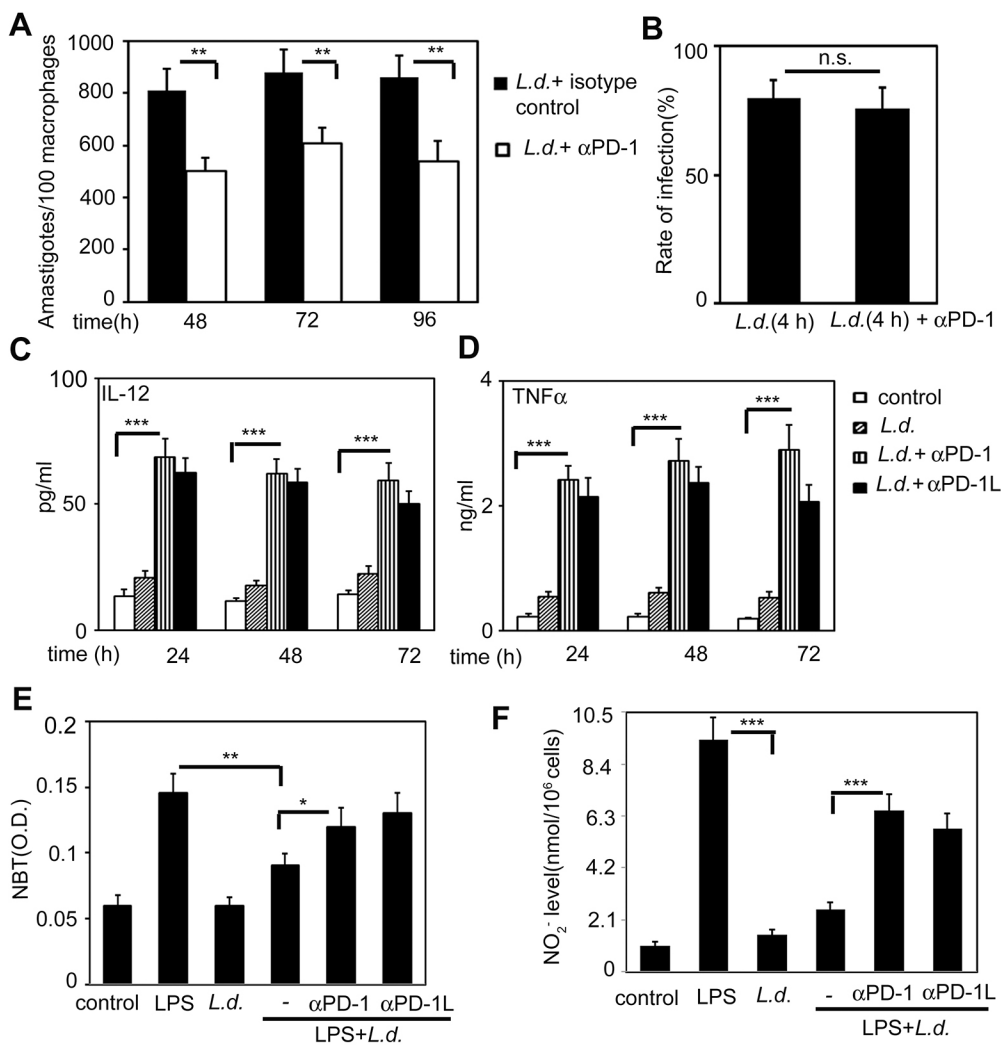 A
Amastigotes/100 macrophages
1000
800
600
400
200
0
** ** **
time(h) 48 72 96
L.d.+ isotype
control
L.d.+ αPD-1
B
Rate of infection(%)
100
50
0
n.s.
L.d.(4 h) L.d.(4 h) + αPD-1
C
IL-12
pg/ml
100
50
0
*** *** ***
time (h) 24 48 72
D
TNFα
ng/ml
4
2
0
*** *** ***
time (h) 24 48 72
control
L.d.
L.d.+ αPD-1
L.d.+ αPD-1L
E
NBT(O.D.)
0.2
0.15
0.1
0.05
0
**
*
control LPS L.d. - αPD-1 αPD-1L
LPS+L.d.
F
NO2- level(nmol/106 cells)
10.5
8.4
6.3
4.2
2.1
0
***
***
control LPS L.d. - αPD-1 αPD-1L
LPS+L.d.